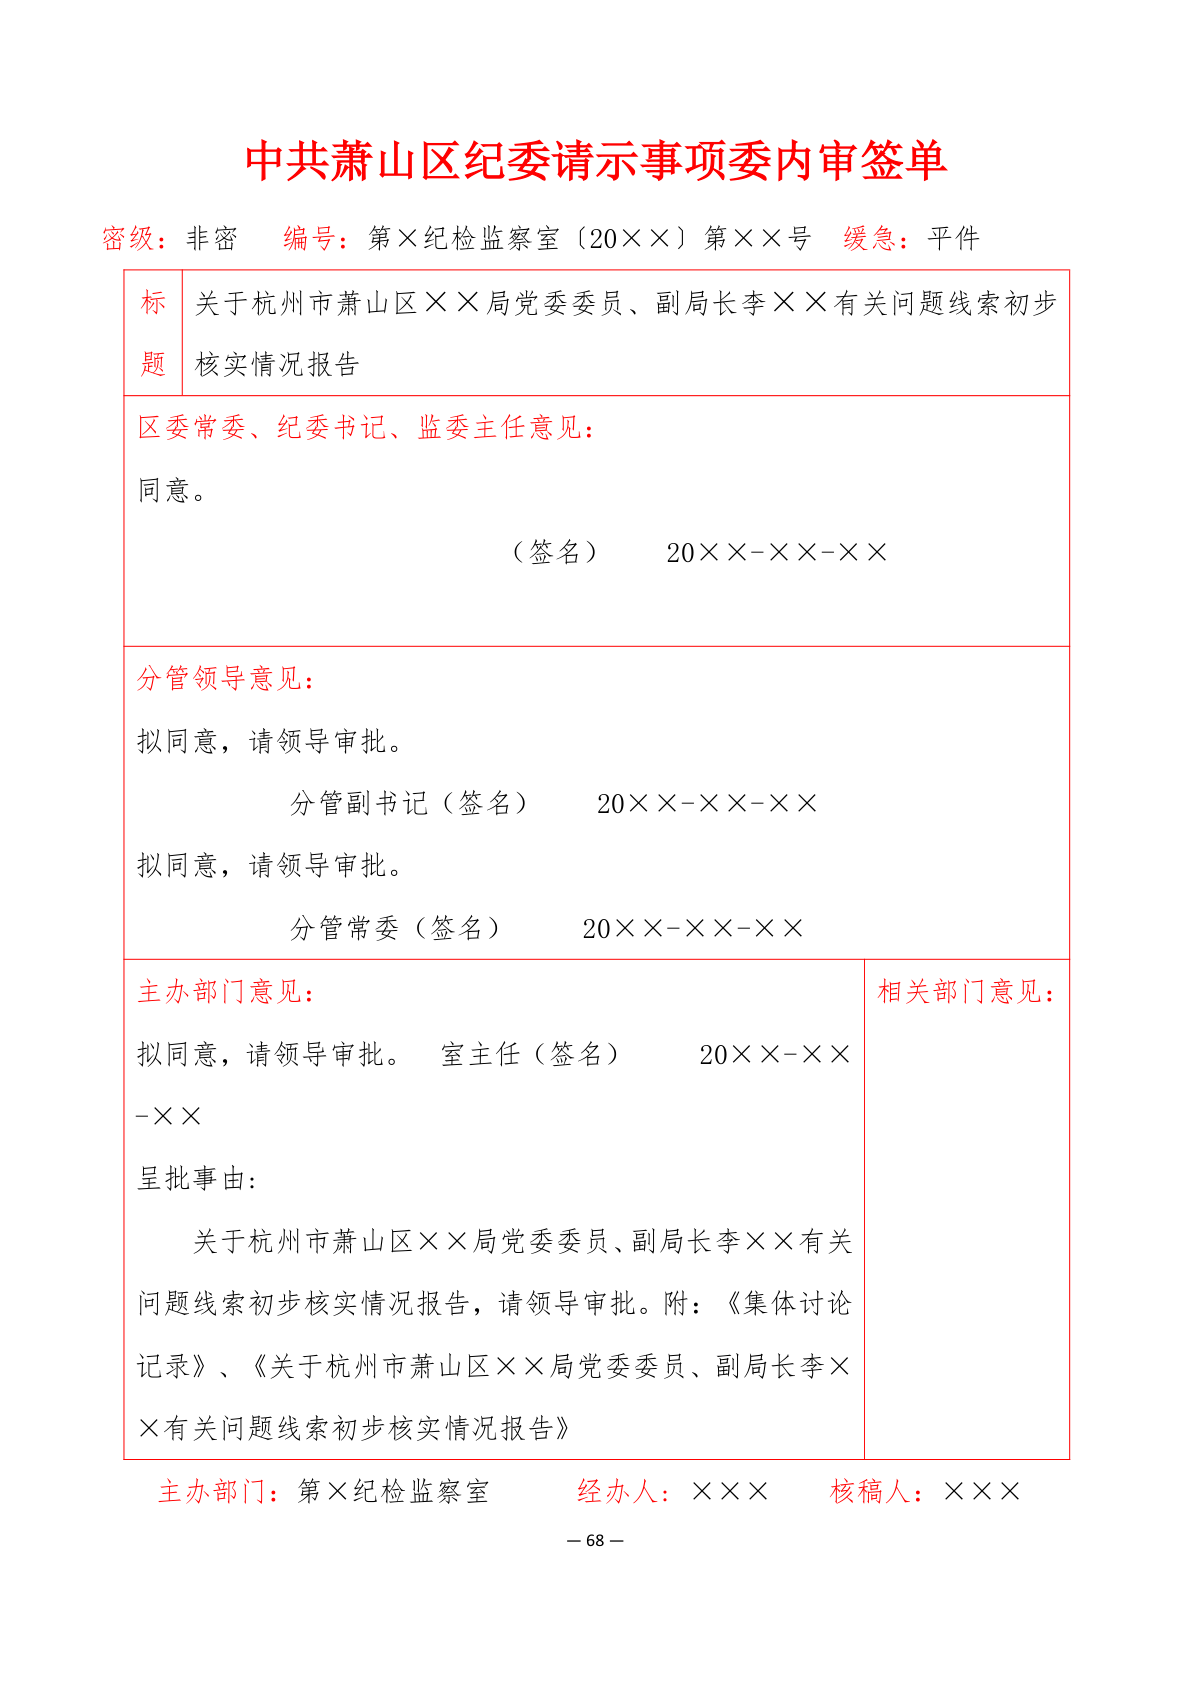 中共萧山区纪委请示事项委内审签单
密级：非密 编号：第×纪检监察室〔20××〕第××号 缓急：平件
标 关于杭州市萧山区××局党委委员、副局长李××有关问题线索初步
题 核实情况报告
区委常委、纪委书记、监委主任意见：
同意。
（签名） 20××-××-××
分管领导意见：
拟同意，请领导审批。
分管副书记（签名） 20××-××-××
拟同意，请领导审批。
分管常委（签名） 20××-××-××
主办部门意见： 相关部门意见：
拟同意，请领导审批。 室主任（签名） 20××-××
-××
呈批事由：
关于杭州市萧山区××局党委委员、副局长李××有关
问题线索初步核实情况报告，请领导审批。附：《集体讨论
记录》、《关于杭州市萧山区××局党委委员、副局长李×
×有关问题线索初步核实情况报告》
主办部门：第×纪检监察室 经办人：××× 核稿人：×××
— 68 —